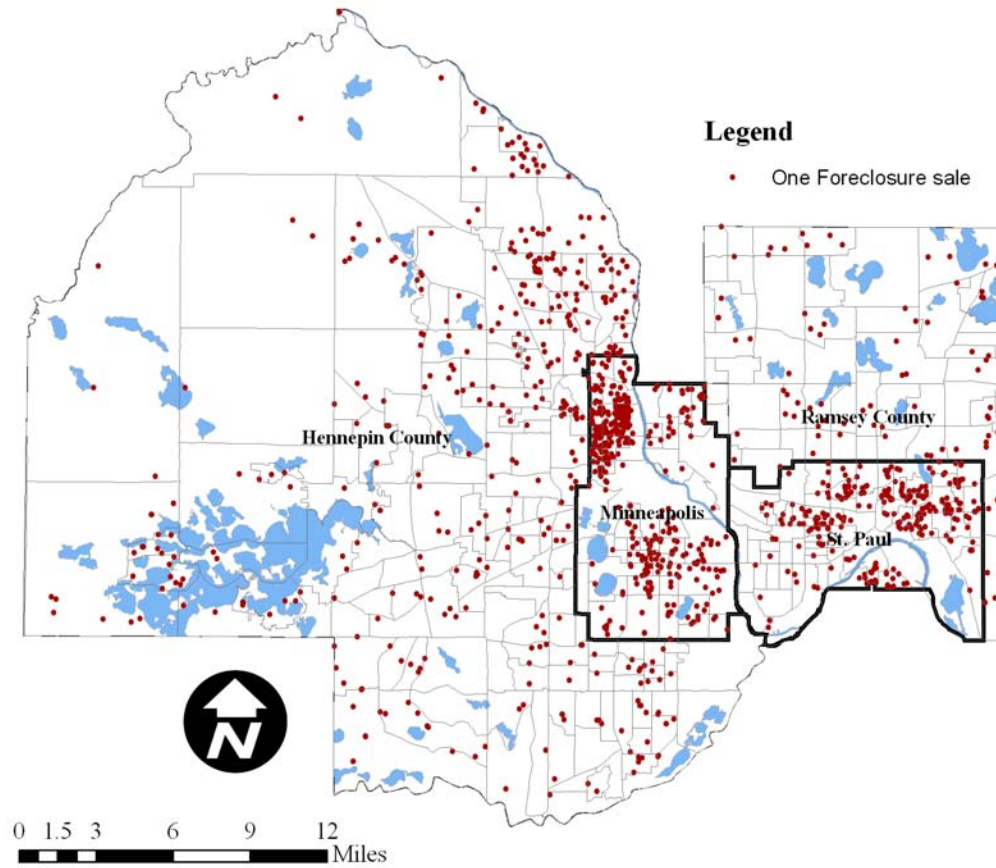 Legend
One Foreclosure sale
Ramsey County
Hennepin County
Minneapolis
St. Paul
N
0 1.5 3 6 9 12
Miles